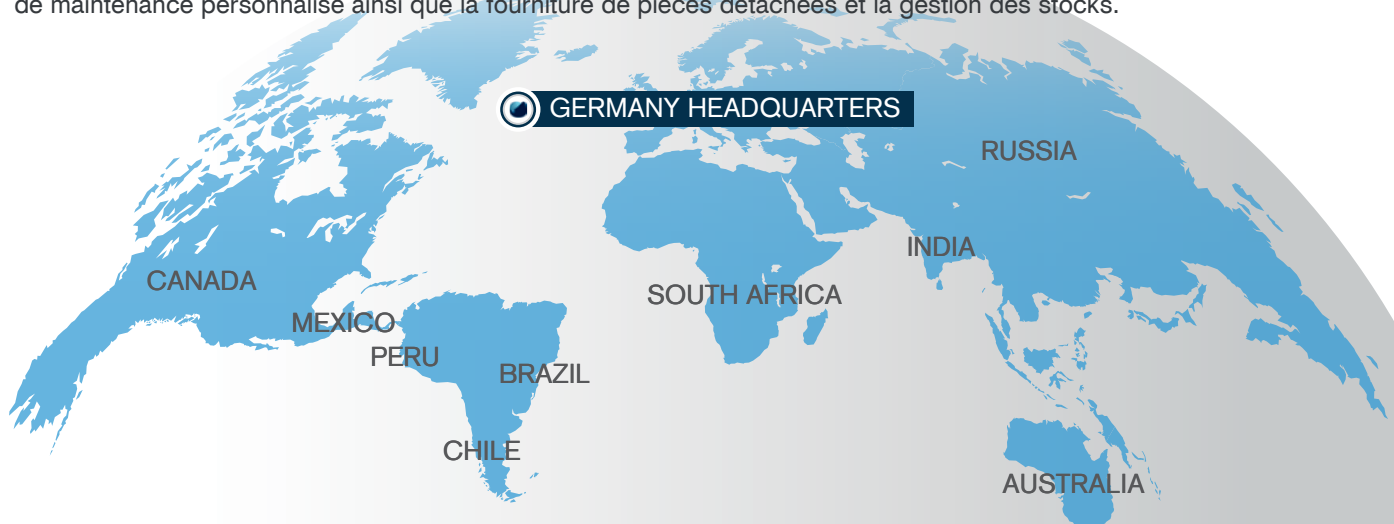 de maintenance personnalisé ainsi que la fourniture de pièces détachées et la gestion des stocks.
GERMANY HEADQUARTERS
RUSSIA
INDIA
CANADA
SOUTH AFRICA
MEXICO
PERU
BRAZIL
CHILE
AUSTRALIA